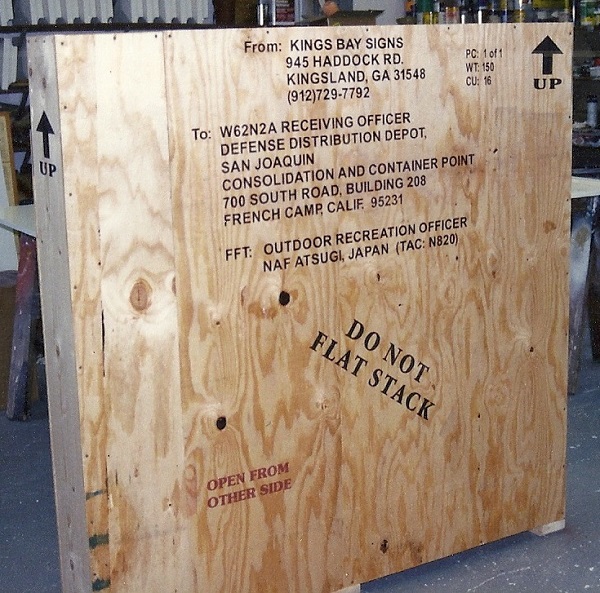 From: KINGS BAY SIGNS
945 HADDOCK RD.
KINGSLAND, GA 31548
(912)729-7792
PC: 1 of 1
WT: 150
CU: 16
UP
UP
To: W62N2A RECEIVING OFFICER
DEFENSE DISTRIBUTION DEPOT,
SAN JOAQUIN
CONSOLIDATION AND CONTAINER POINT
700 SOUTH ROAD, BUILDING 208
FRENCH CAMP, CALIF. 95231
FFT: OUTDOOR RECREATION OFFICER
NAF ATSUGI, JAPAN (TAC: N820)
DO NOT
FLAT STACK
OPEN FROM
OTHER SIDE